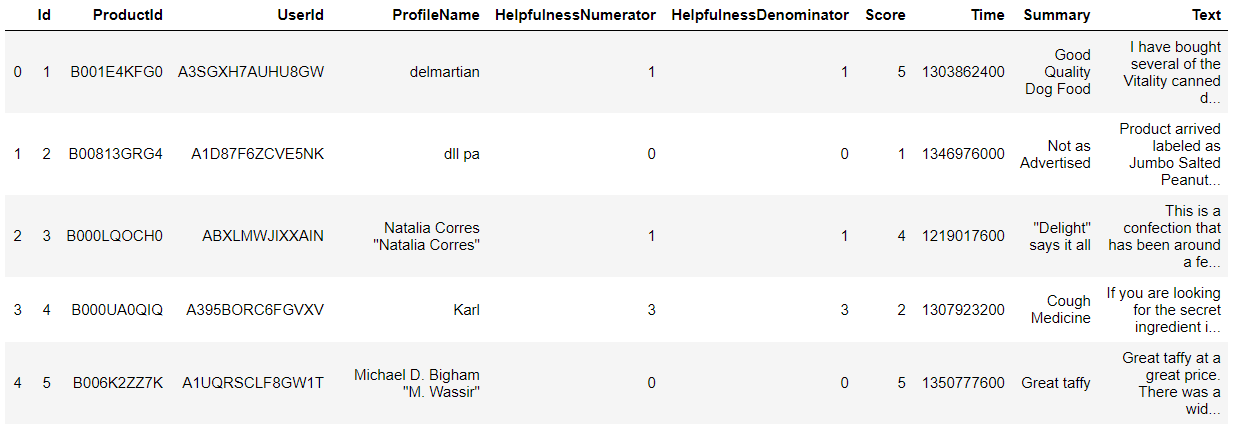 Id ProductId UserId ProfileName HelpfulnessNumerator HelpfulnessDenominator Score Time Summary Text
0 1 B001E4KFG0 A3SGXH7AUHU8GW delmartian 1 1 5 1303862400 Good Quality Dog Food I have bought several of the Vitality canned d...
1 2 B00813GRG4 A1D87F6ZCVE5NK dll pa 0 0 1 1346976000 Not as Advertised Product arrived labeled as Jumbo Salted Peanut...
2 3 B000LQOCH0 ABXLMWJIXXAIN Natalia Corres "Natalia Corres" 1 1 4 1219017600 "Delight" says it all This is a confection that has been around a fe...
3 4 B000UA0QIQ A395BORC6FGVXV Karl 3 3 2 1307923200 Cough Medicine If you are looking for the secret ingredient i...
4 5 B006K2ZZ7K A1UQRSCLF8GW1T Michael D. Bigham "M. Wassir" 0 0 5 1350777600 Great taffy Great taffy at a great price. There was a wid...